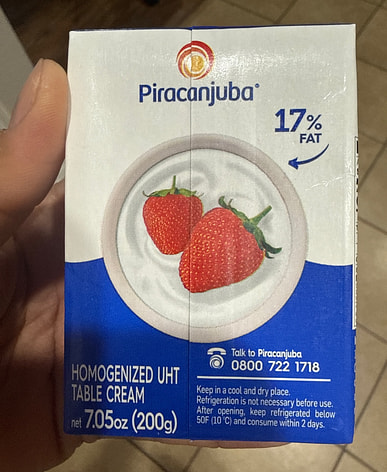 Piracanjuba®
17%
FAT
HOMOGENIZED UHT
TABLE CREAM
net 7.05oz (200g)
Talk to Piracanjuba
0800 722 1718
Keep in a cool and dry place.
Refrigeration is not necessary before use.
After opening, keep refrigerated below
50F (10 °C) and consume within 2 days.